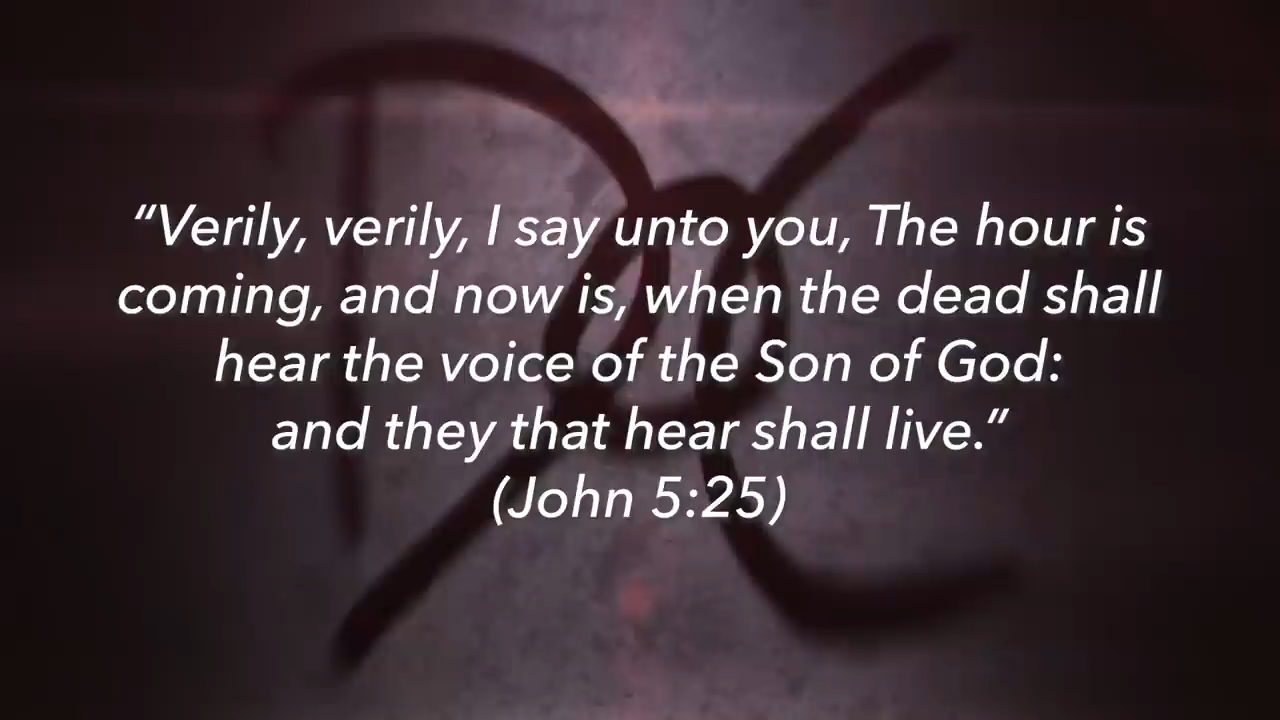 “Verily, verily, I say unto you, The hour is
coming, and now is, when the dead shall
hear the voice of the Son of God:
and they that hear shall live.”
(John 5:25)